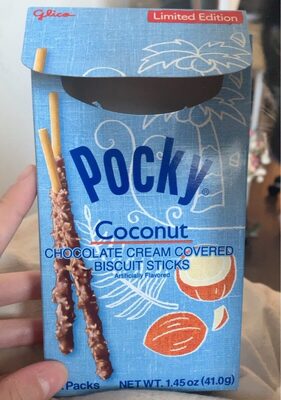 Glico
Limited Edition
Pocky®
Coconut
CHOCOLATE CREAM COVERED
BISCUIT STICKS
Artificially Flavored
Packs
NET WT. 1.45 oz (41.0g)